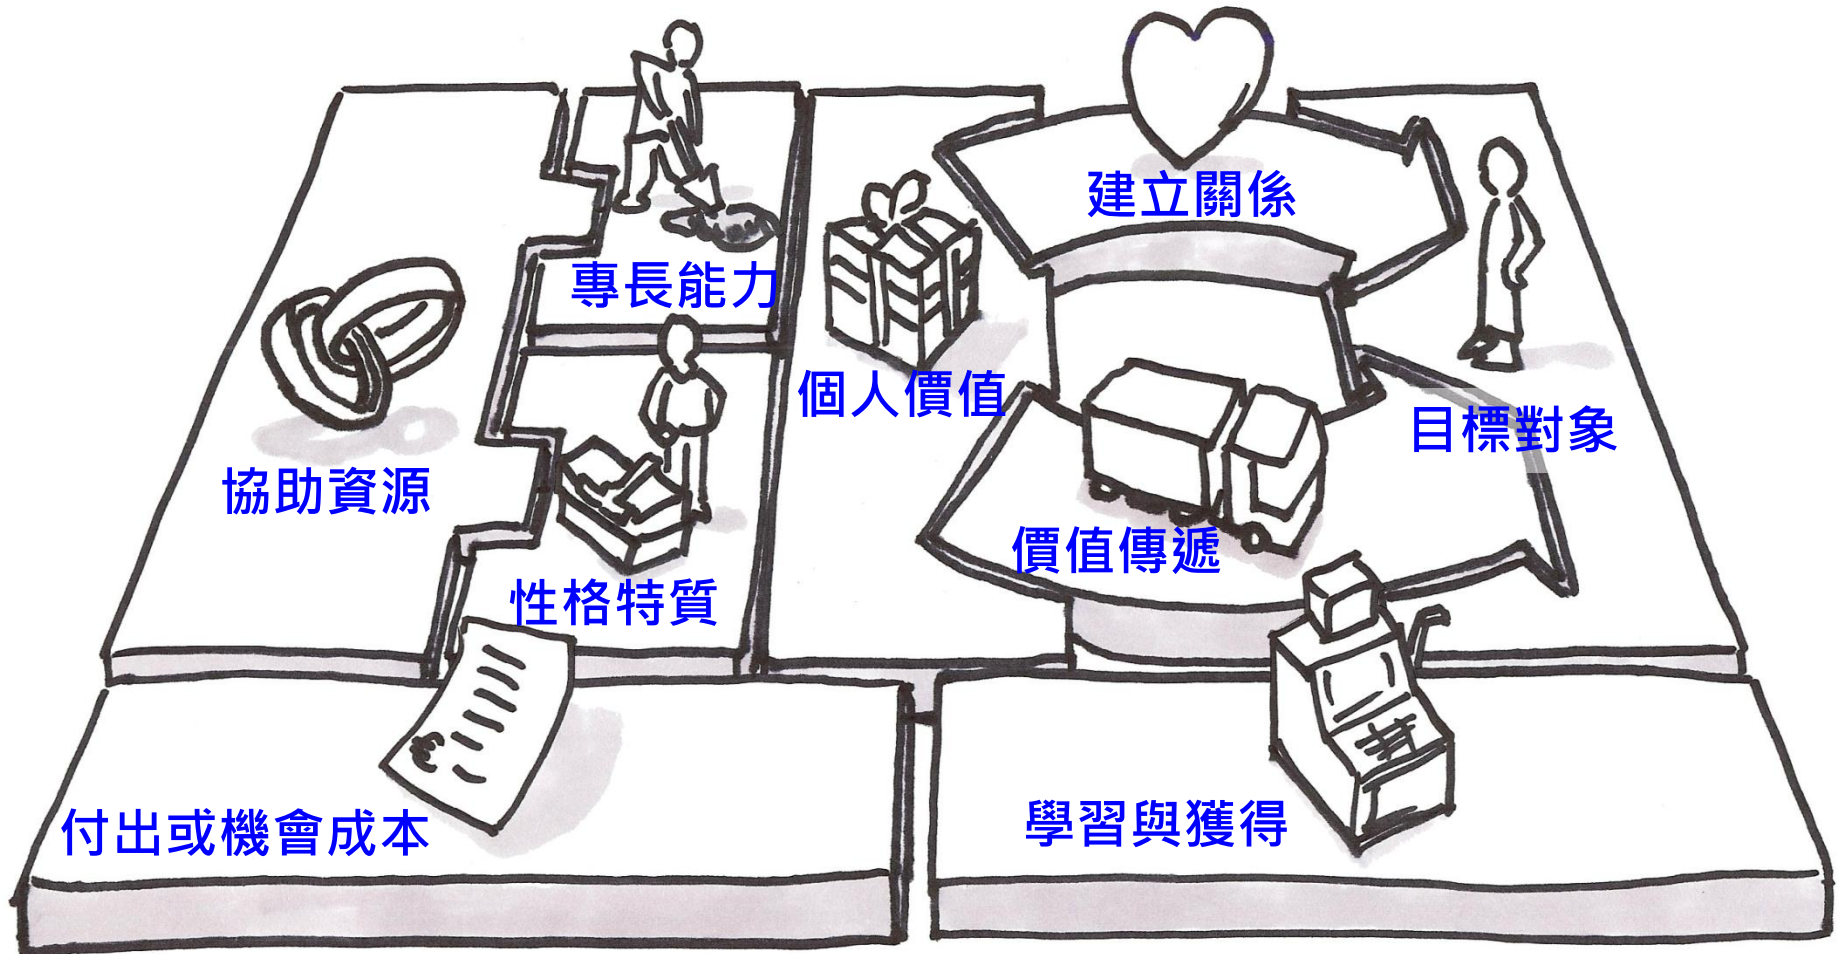 建立關係
專長能力
個人價值
目標對象
協助資源
價值傳遞
性格特質
付出或機會成本
學習與獲得